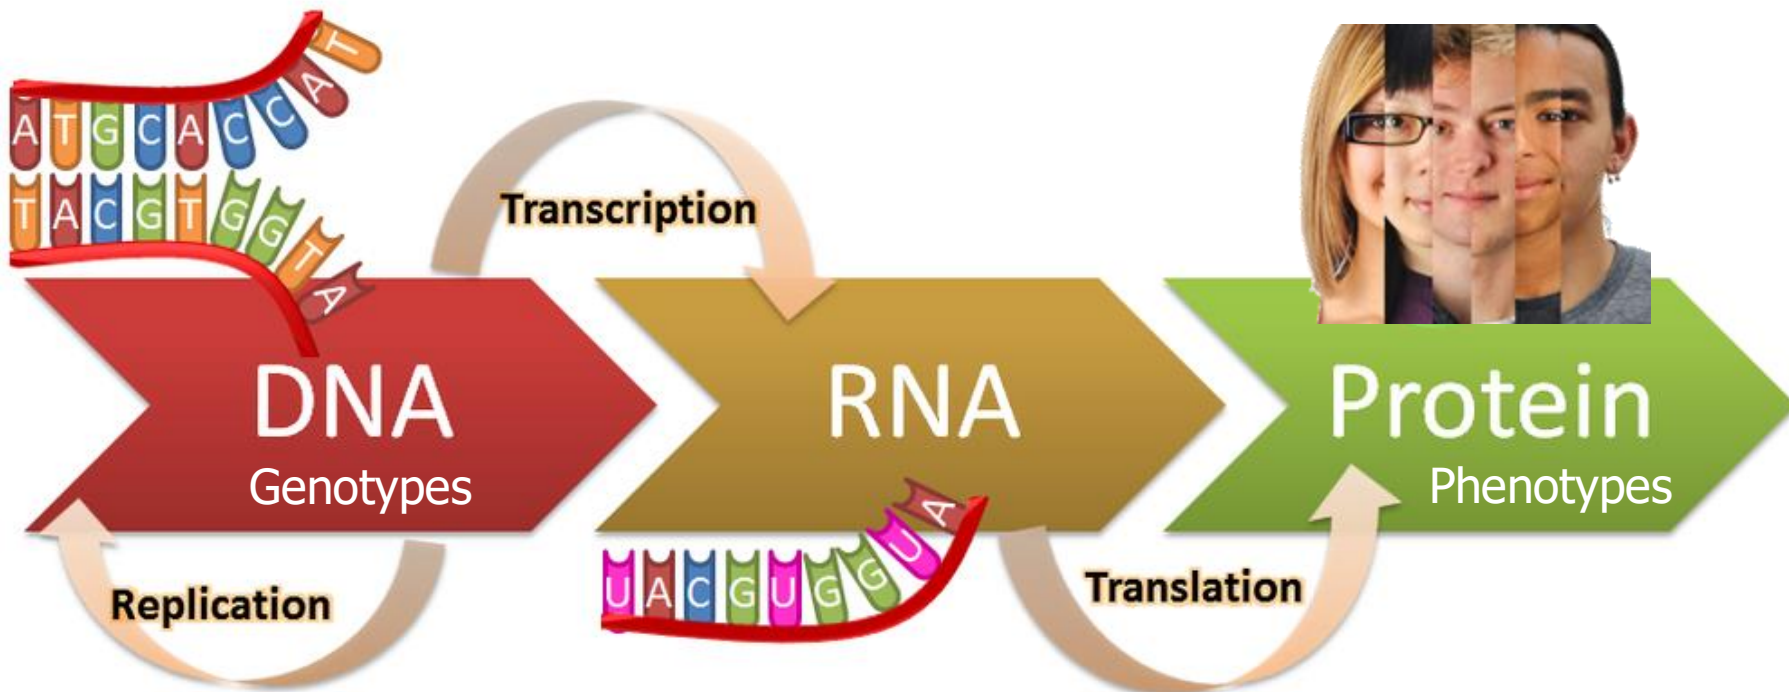 ATGCACCAT
TACGTGGTA
Transcription
DNA
Genotypes
RNA
Protein
Phenotypes
UACGUGGUA
Replication
Translation